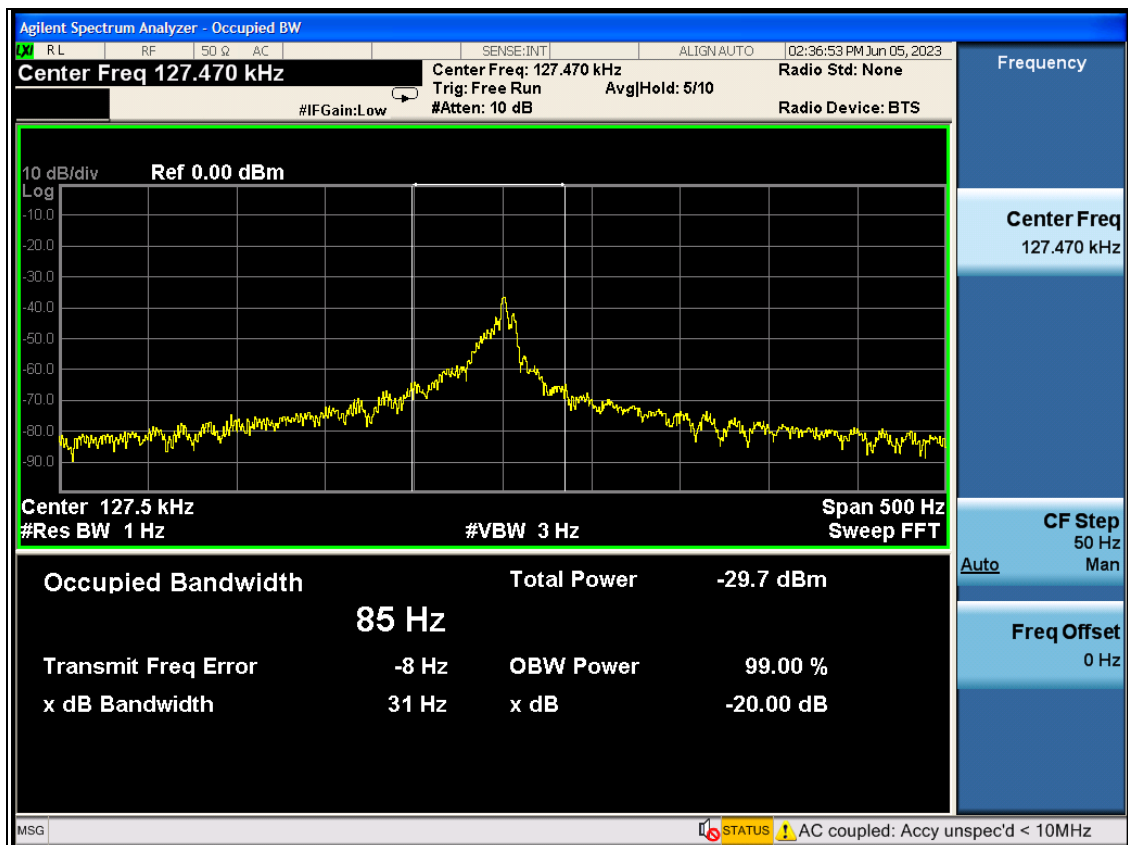 Agilent Spectrum Analyzer - Occupied BW
LXI RL RF 50 Ω AC SENSE:INT ALIGN AUTO 02:36:53 PM Jun 05, 2023
Center Freq 127.470 kHz
Center Freq: 127.470 kHz
Radio Std: None
Trig: Free Run Avg|Hold: 5/10
#IFGain:Low
#Atten: 10 dB
Radio Device: BTS
Frequency
10 dB/div Ref 0.00 dBm
Log
-10.0
-20.0
-30.0
-40.0
-50.0
-60.0
-70.0
-80.0
-90.0
Center 127.5 kHz Span 500 Hz
#Res BW 1 Hz #VBW 3 Hz Sweep FFT
Center Freq
127.470 kHz
CF Step
50 Hz
Auto Man
Freq Offset
0 Hz
Occupied Bandwidth Total Power -29.7 dBm
85 Hz
Transmit Freq Error -8 Hz OBW Power 99.00 %
x dB Bandwidth 31 Hz x dB -20.00 dB
MSG STATUS AC coupled: Accy unspec'd < 10MHz